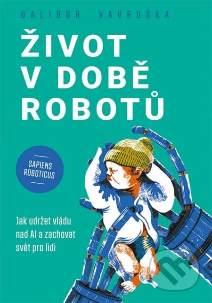 DALIBOR VAVRUŠKA
ŽIVOT
V DOBĚ
ROBOTŮ
SAPIENS
ROBOTICUS
Jak udržet vládu
nad AI a zachovat
svět pro lidi